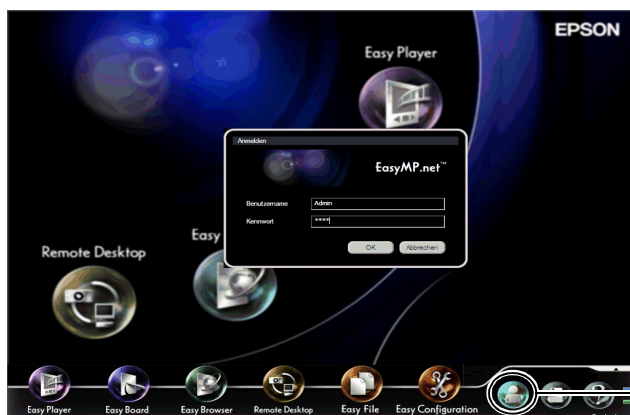 EPSON
Easy Player
Anmelden
EasyMP.net™
Benutzername Admin
Kennwort ****
OK Abbrechen
Easy
Remote Desktop
Easy Player Easy Board Easy Browser Remote Desktop Easy File Easy Configuration